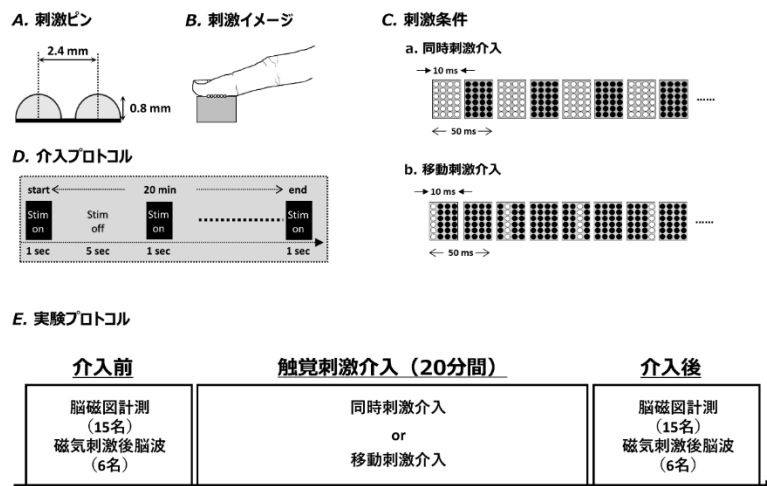 A. 刺激ピン
2.4 mm
0.8 mm
B. 刺激イメージ
C. 刺激条件
a. 同時刺激介入
10 ms
......
50 ms
b. 移動刺激介入
10 ms
......
50 ms
D. 介入プロトコル
start
20 min
end
Stim on
Stim off
Stim on
Stim on
1 sec
5 sec
1 sec
1 sec
E. 実験プロトコル
介入前
触覚刺激介入（20分間）
介入後
脳磁図計測
（15名）
磁気刺激後脳波
（6名）
同時刺激介入
or
移動刺激介入
脳磁図計測
（15名）
磁気刺激後脳波
（6名）